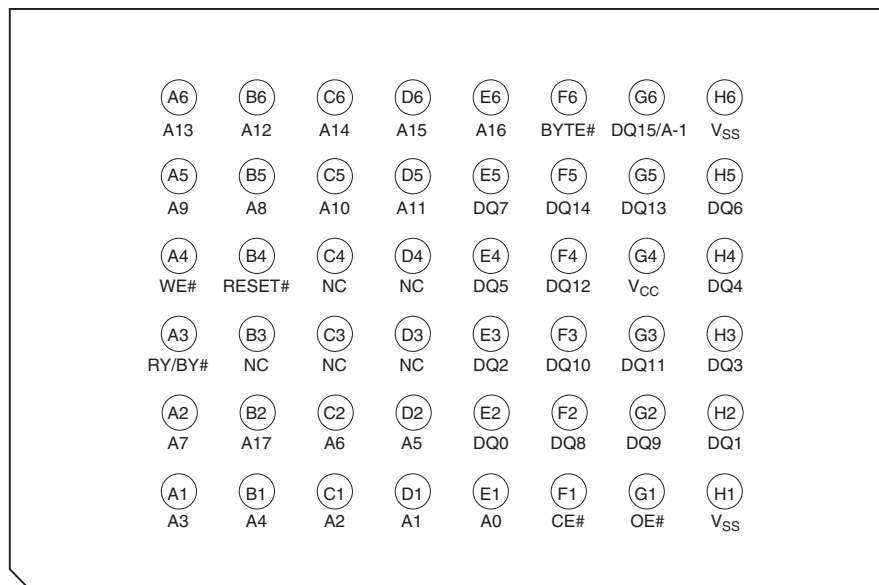 A6 B6 C6 D6 E6 F6 G6 H6
A13 A12 A14 A15 A16 BYTE# DQ15/A-1 VSS
A5 B5 C5 D5 E5 F5 G5 H5
A9 A8 A10 A11 DQ7 DQ14 DQ13 DQ6
A4 B4 C4 D4 E4 F4 G4 H4
WE# RESET# NC NC DQ5 DQ12 VCC DQ4
A3 B3 C3 D3 E3 F3 G3 H3
RY/BY# NC NC NC DQ2 DQ10 DQ11 DQ3
A2 B2 C2 D2 E2 F2 G2 H2
A7 A17 A6 A5 DQ0 DQ8 DQ9 DQ1
A1 B1 C1 D1 E1 F1 G1 H1
A3 A4 A2 A1 A0 CE# OE# VSS